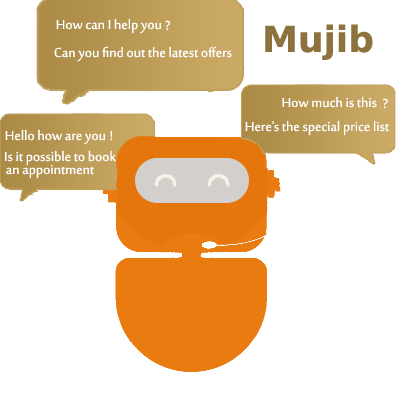 How can I help you ?
Can you find out the latest offers
Mujib
How much is this ?
Here's the special price list
Hello how are you !
Is it possible to book
an appointment